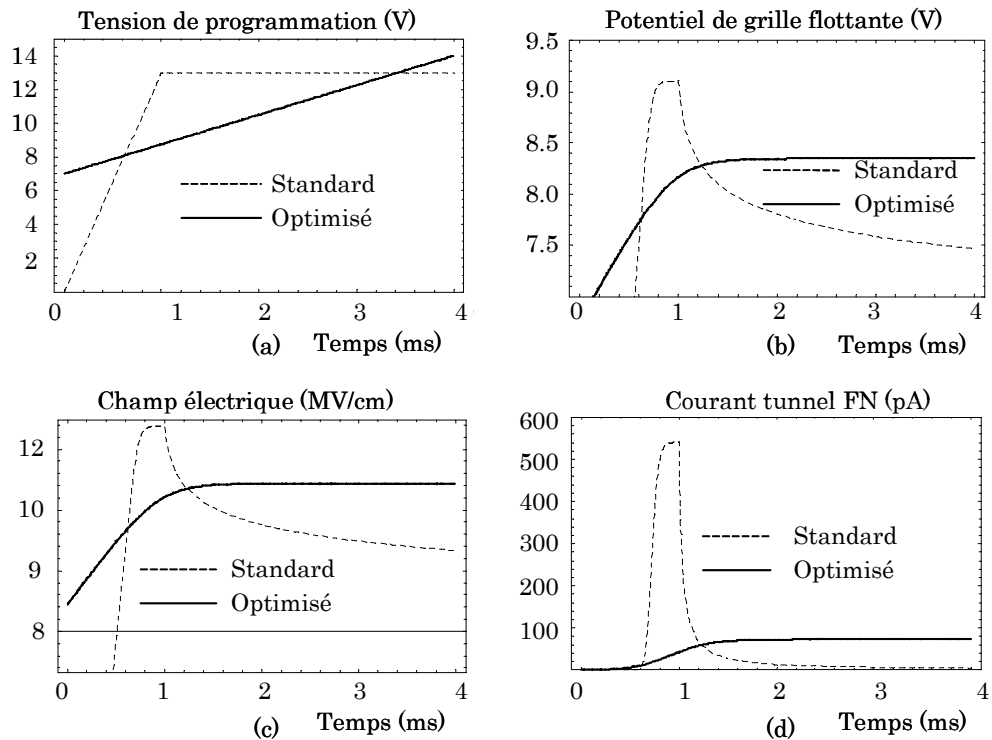 Tension de programmation (V)
14
12
10
8
6
4
2
Standard
Optimisé
0
1
2
3
4
(a)
Temps (ms)
Potentiel de grille flottante (V)
9.5
9.0
8.5
8.0
7.5
Standard
Optimisé
0
1
2
3
4
(b)
Temps (ms)
Champ électrique (MV/cm)
12
10
9
8
Standard
Optimisé
0
1
2
3
4
(c)
Temps (ms)
Courant tunnel FN (pA)
600
500
400
300
200
100
Standard
Optimisé
0
1
2
3
4
(d)
Temps (ms)